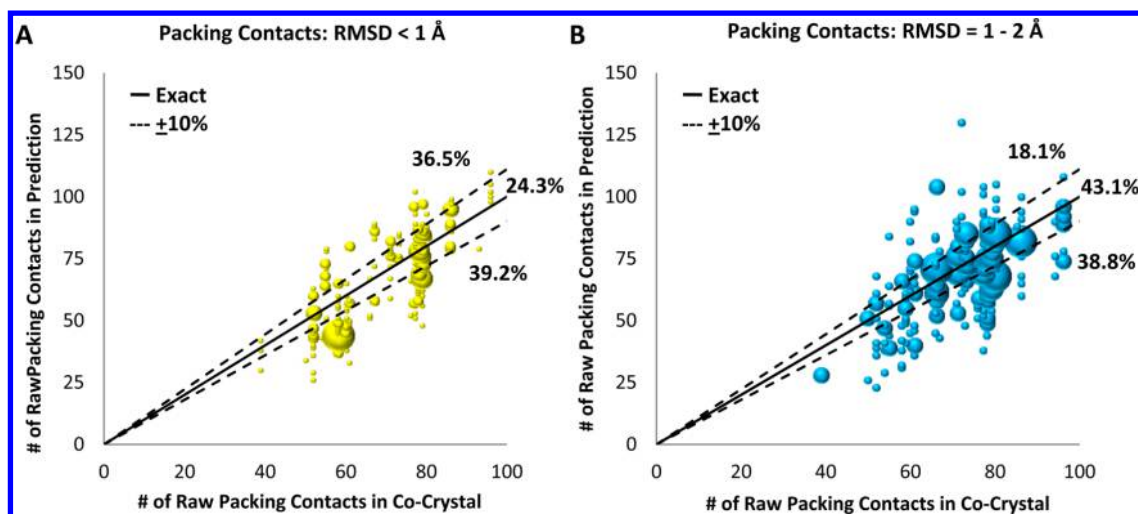 A
Packing Contacts: RMSD < 1 Å
# of RawPacking Contacts in Prediction
150
125
100
75
50
25
0
Exact
+10%
36.5%
24.3%
39.2%
0 20 40 60 80 100
# of Raw Packing Contacts in Co-Crystal
B
Packing Contacts: RMSD = 1 - 2 Å
# of Raw Packing Contacts in Prediction
150
125
100
75
50
25
0
Exact
+10%
18.1%
43.1%
38.8%
0 20 40 60 80 100
# of Raw Packing Contacts in Co-Crystal